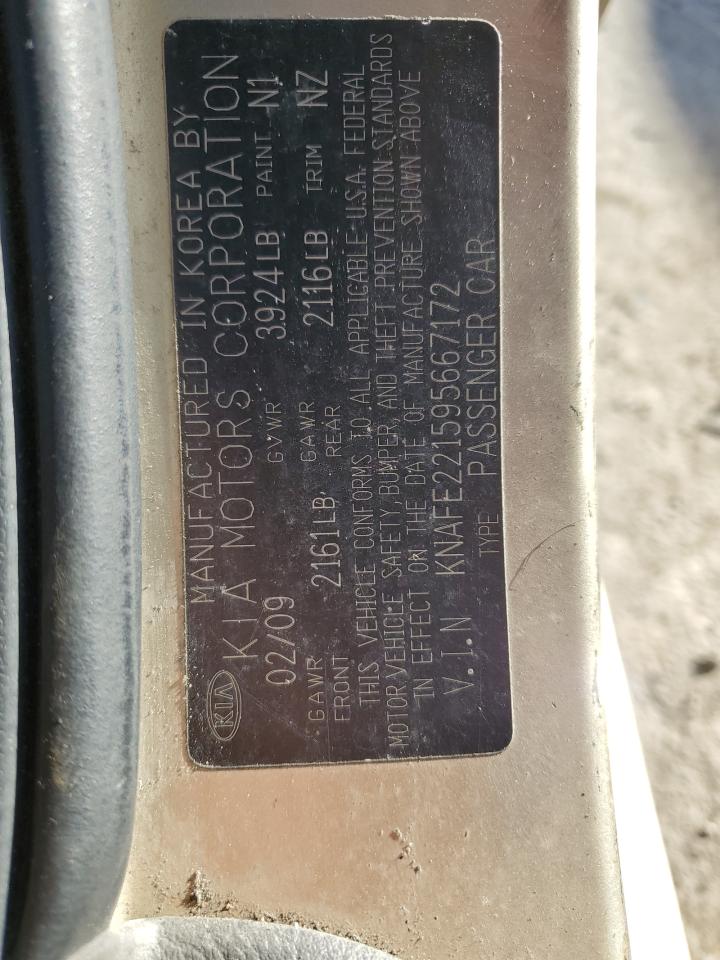 MANUFACTURED IN KOREA BY
KIA KIA MOTORS CORPORATION
02/09 GVWR 3924LB PAINT N1
GAWR FRONT 2161LB GAWR REAR 2116LB TRIM NZ
THIS VEHICLE CONFORMS TO ALL APPLICABLE U.S.A. FEDERAL
MOTOR VEHICLE SAFETY, BUMPER, AND THEFT PREVENTION STANDARDS
IN EFFECT ON THE DATE OF MANUFACTURE SHOWN ABOVE
V.I.N KNAFE221595667172
TYPE PASSENGER CAR